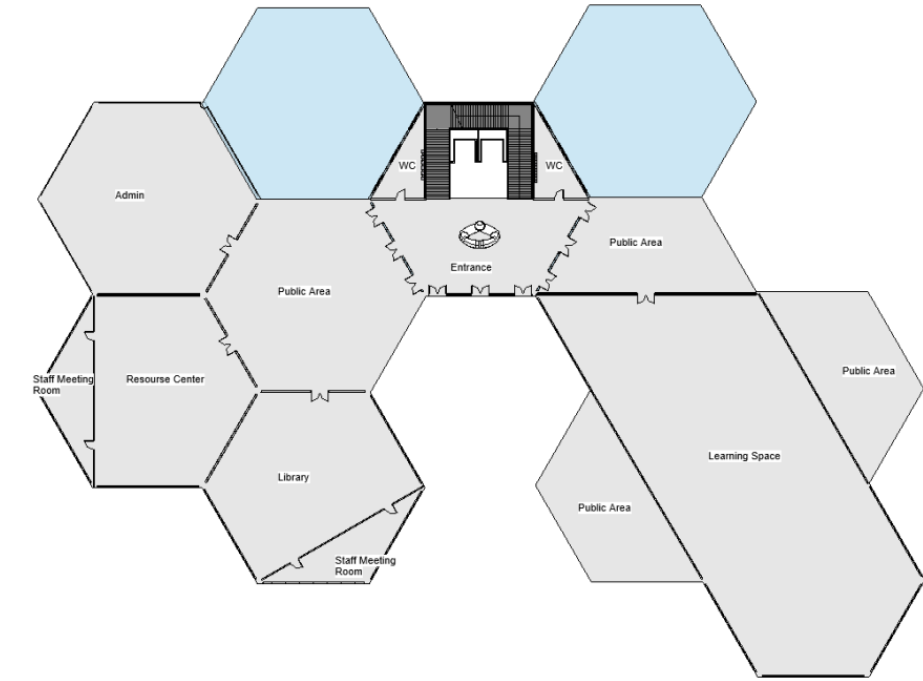 WC
WC
Admin
Public Area
Entrance
Public Area
Staff Meeting
Room
Resourse Center
Public Area
Library
Learning Space
Public Area
Staff Meeting
Room